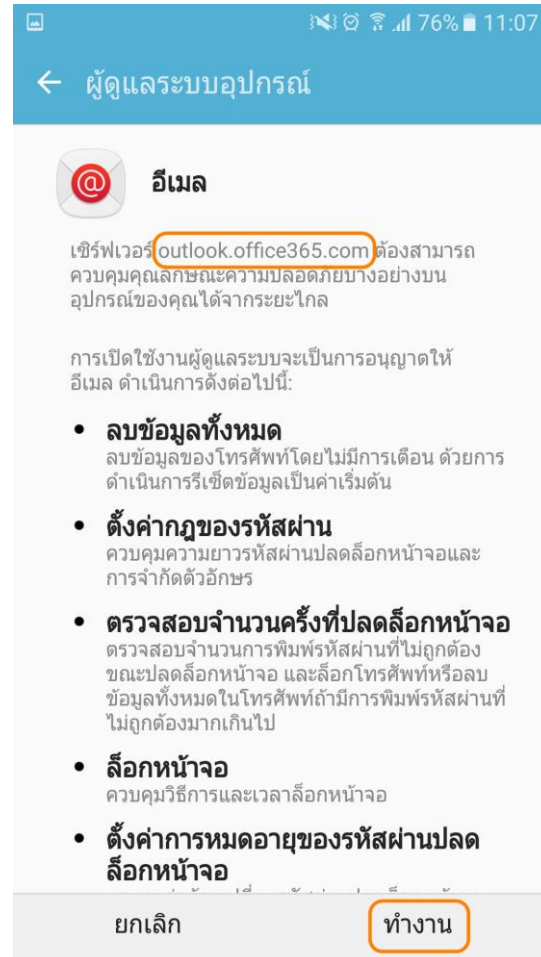 76% 11:07
ผู้ดูแลระบบอุปกรณ์
อีเมล
เซิร์ฟเวอร์ outlook.office365.com ต้องสามารถ
ควบคุมคุณลักษณะความปลอดภัยบางอย่างบน
อุปกรณ์ของคุณได้จากระยะไกล
การเปิดใช้งานผู้ดูแลระบบจะเป็นการอนุญาตให้
อีเมล ดำเนินการดังต่อไปนี้:
• ลบข้อมูลทั้งหมด
ลบข้อมูลของโทรศัพท์โดยไม่มีการเตือน ด้วยการ
ดำเนินการรีเซ็ตข้อมูลเป็นค่าเริ่มต้น
• ตั้งค่ากฎของรหัสผ่าน
ควบคุมความยาวรหัสผ่านปลดล็อกหน้าจอและ
การจำกัดตัวอักษร
• ตรวจสอบจำนวนครั้งที่ปลดล็อกหน้าจอ
ตรวจสอบจำนวนการพิมพ์รหัสผ่านที่ไม่ถูกต้อง
ขณะปลดล็อกหน้าจอ และล็อกโทรศัพท์หรือลบ
ข้อมูลทั้งหมดในโทรศัพท์ถ้ามีการพิมพ์รหัสผ่านที่
ไม่ถูกต้องมากเกินไป
• ล็อกหน้าจอ
ควบคุมวิธีการและเวลาล็อกหน้าจอ
• ตั้งค่าการหมดอายุของรหัสผ่านปลด
ล็อกหน้าจอ
ยกเลิก ทำงาน